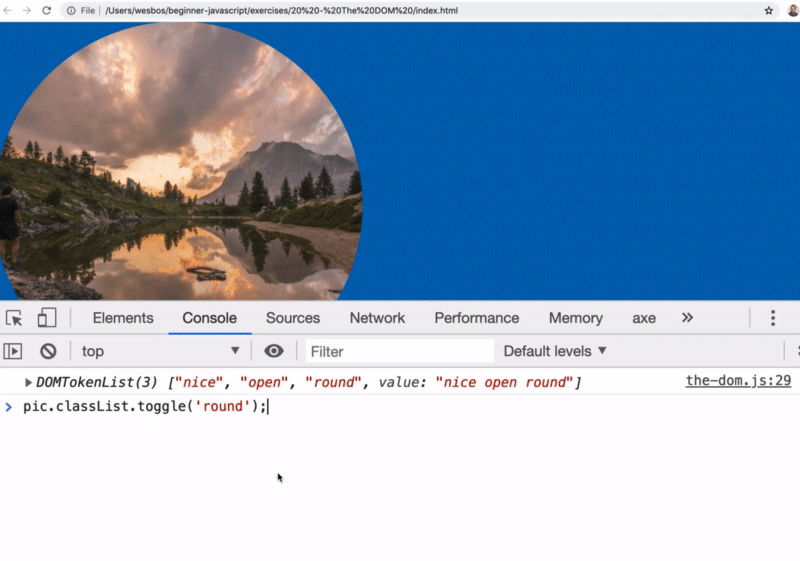 File | /Users/wesbos/beginner-javascript/exercises/20%20-%20The%20DOM%20/index.html
Elements Console Sources Network Performance Memory axe »
top ▼ Filter Default levels ▼
▶ DOMTokenList(3) ["nice", "open", "round", value: "nice open round"] the-dom.js:29
> pic.classList.toggle('round');